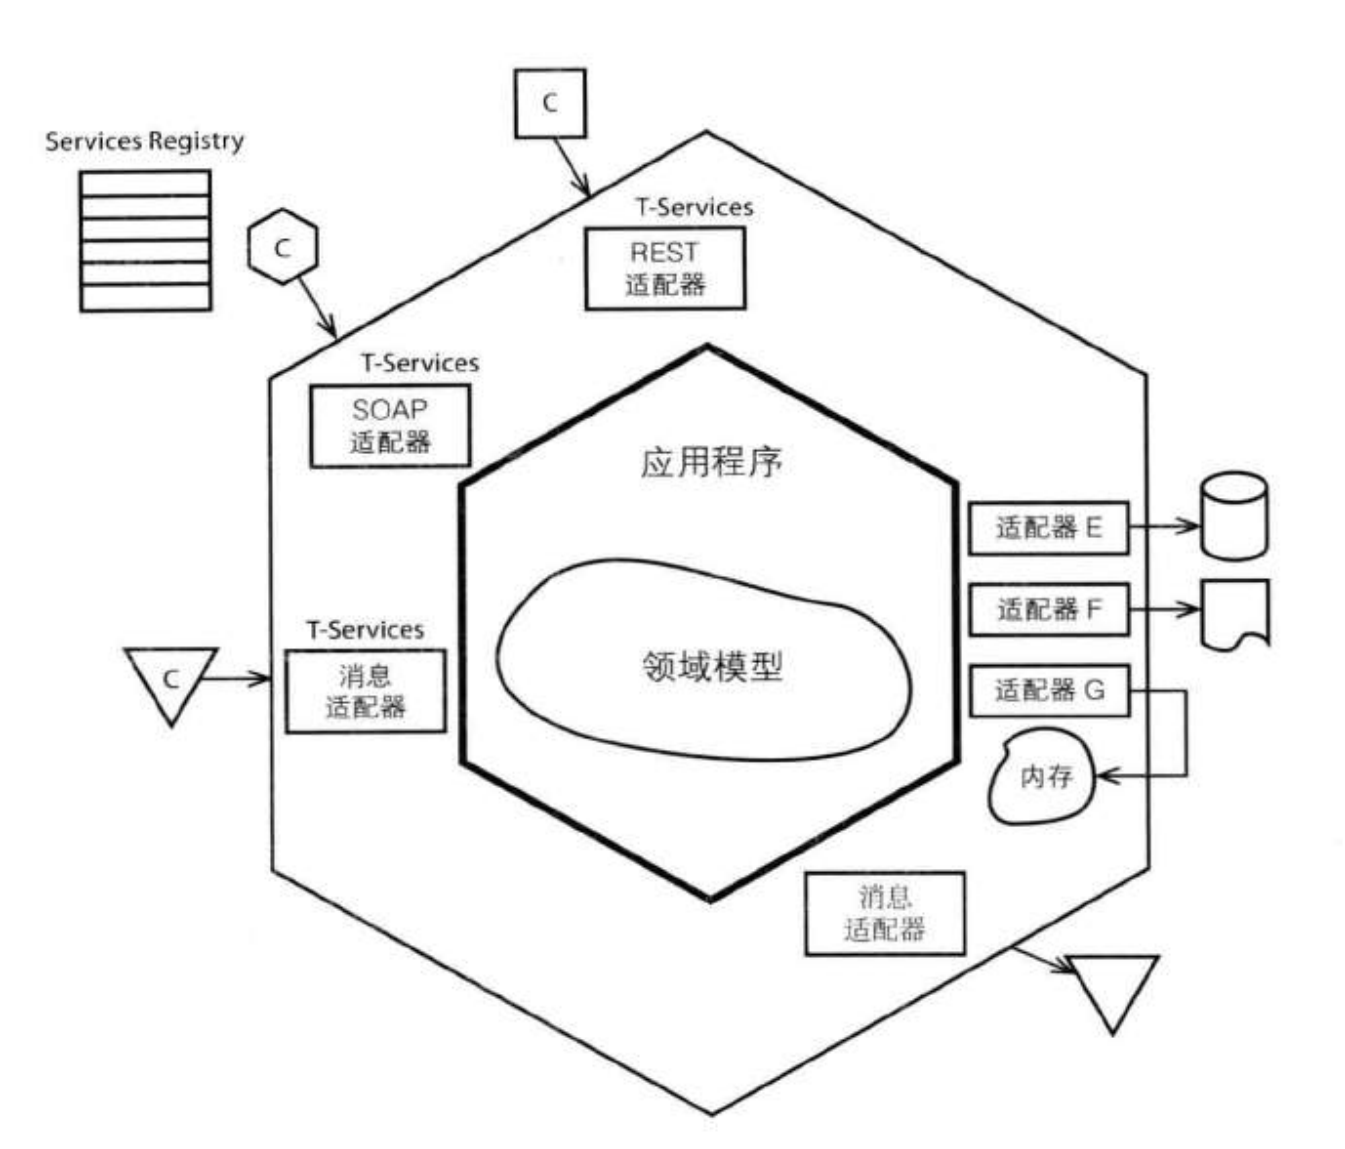 C
Services Registry
T-Services
C
REST
适配器
T-Services
SOAP
适配器
应用程序
适配器 E
适配器 F
T-Services
领域模型
C
消息
适配器
适配器 G
内存
消息
适配器